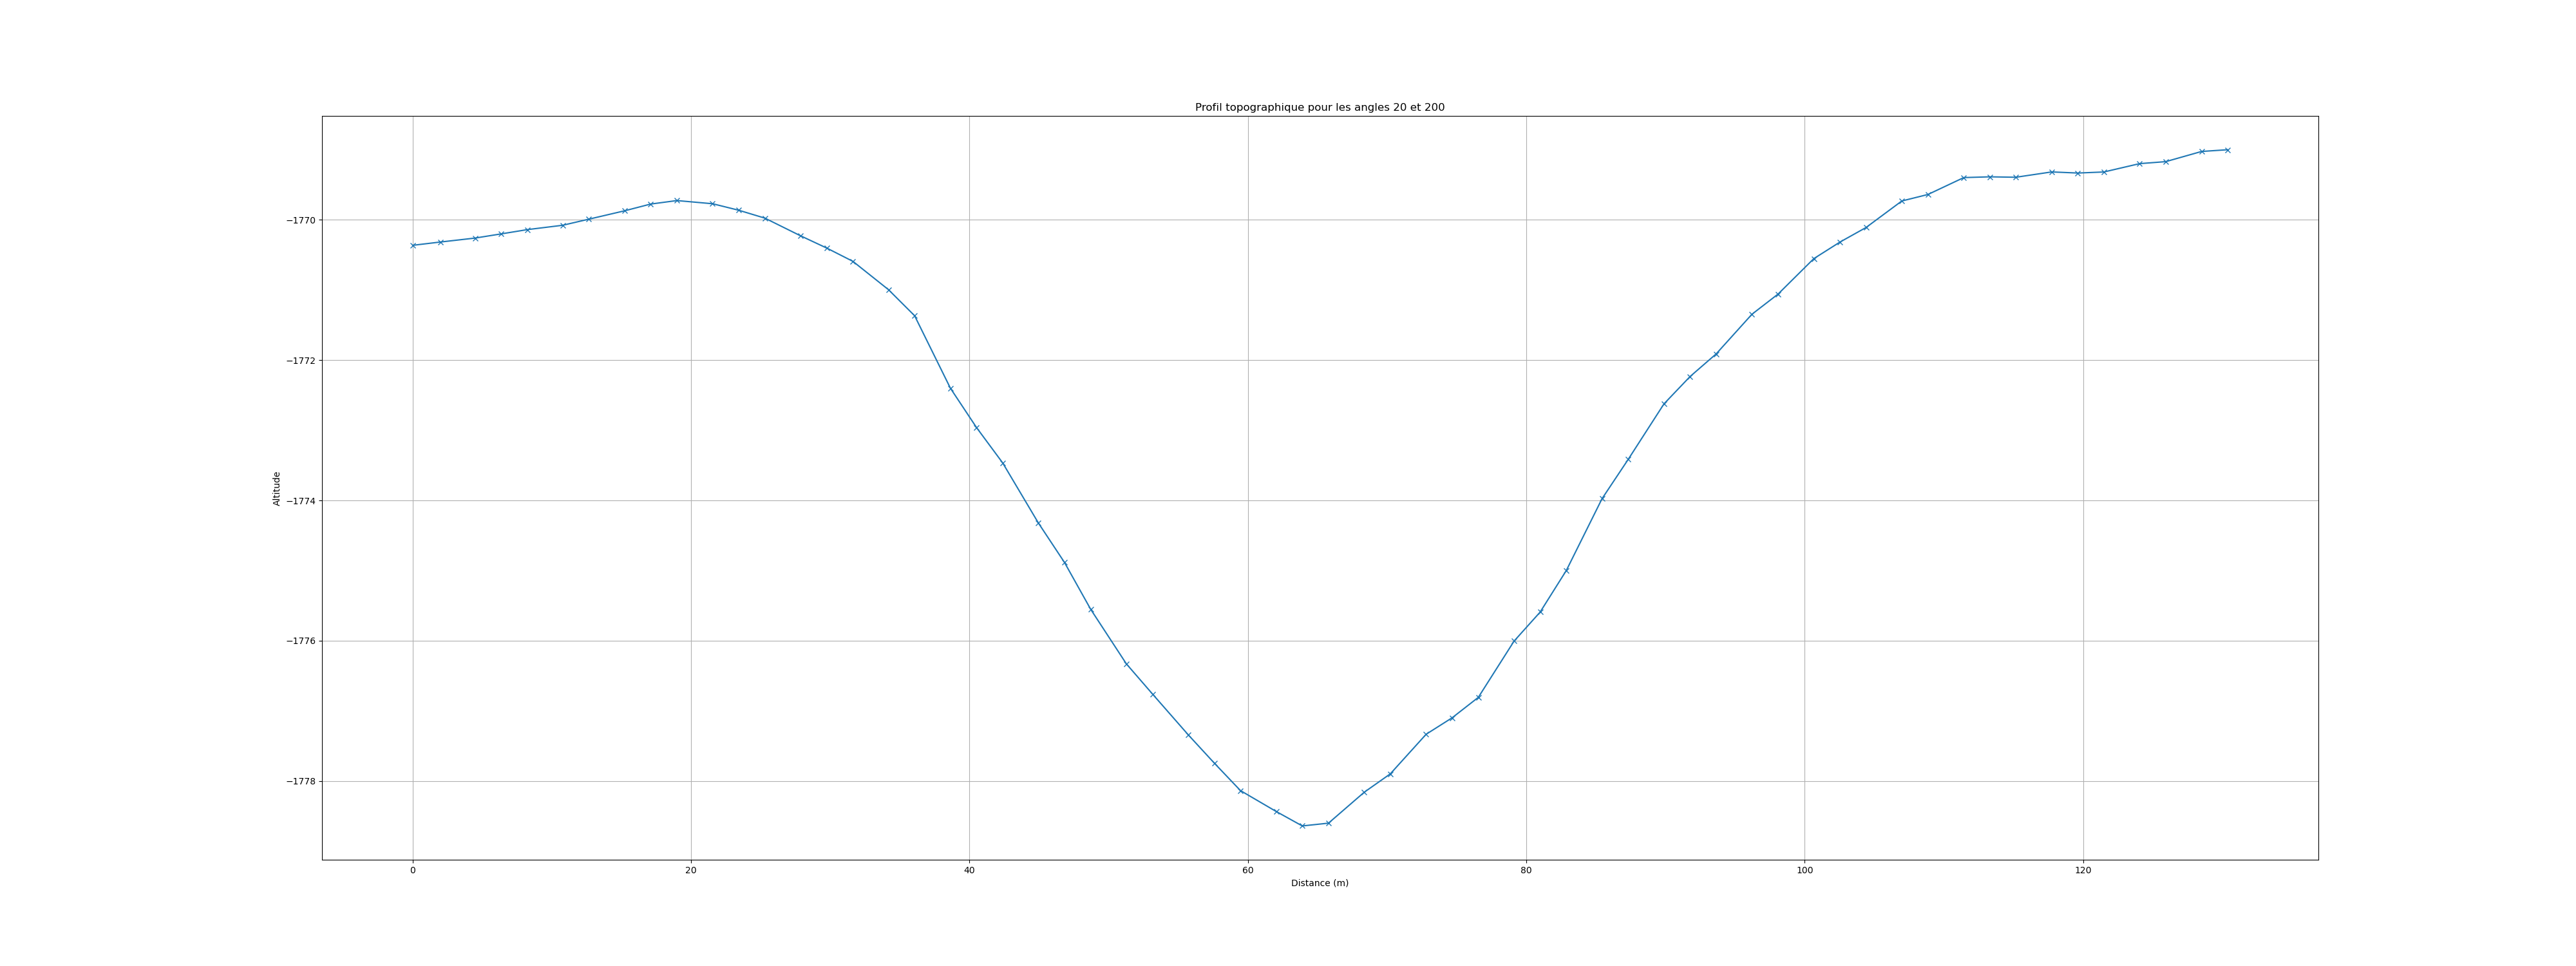 Profil topographique pour les angles 20 et 200
Altitude
−1770
−1772
−1774
−1776
−1778
0 20 40 60 80 100 120
Distance (m)